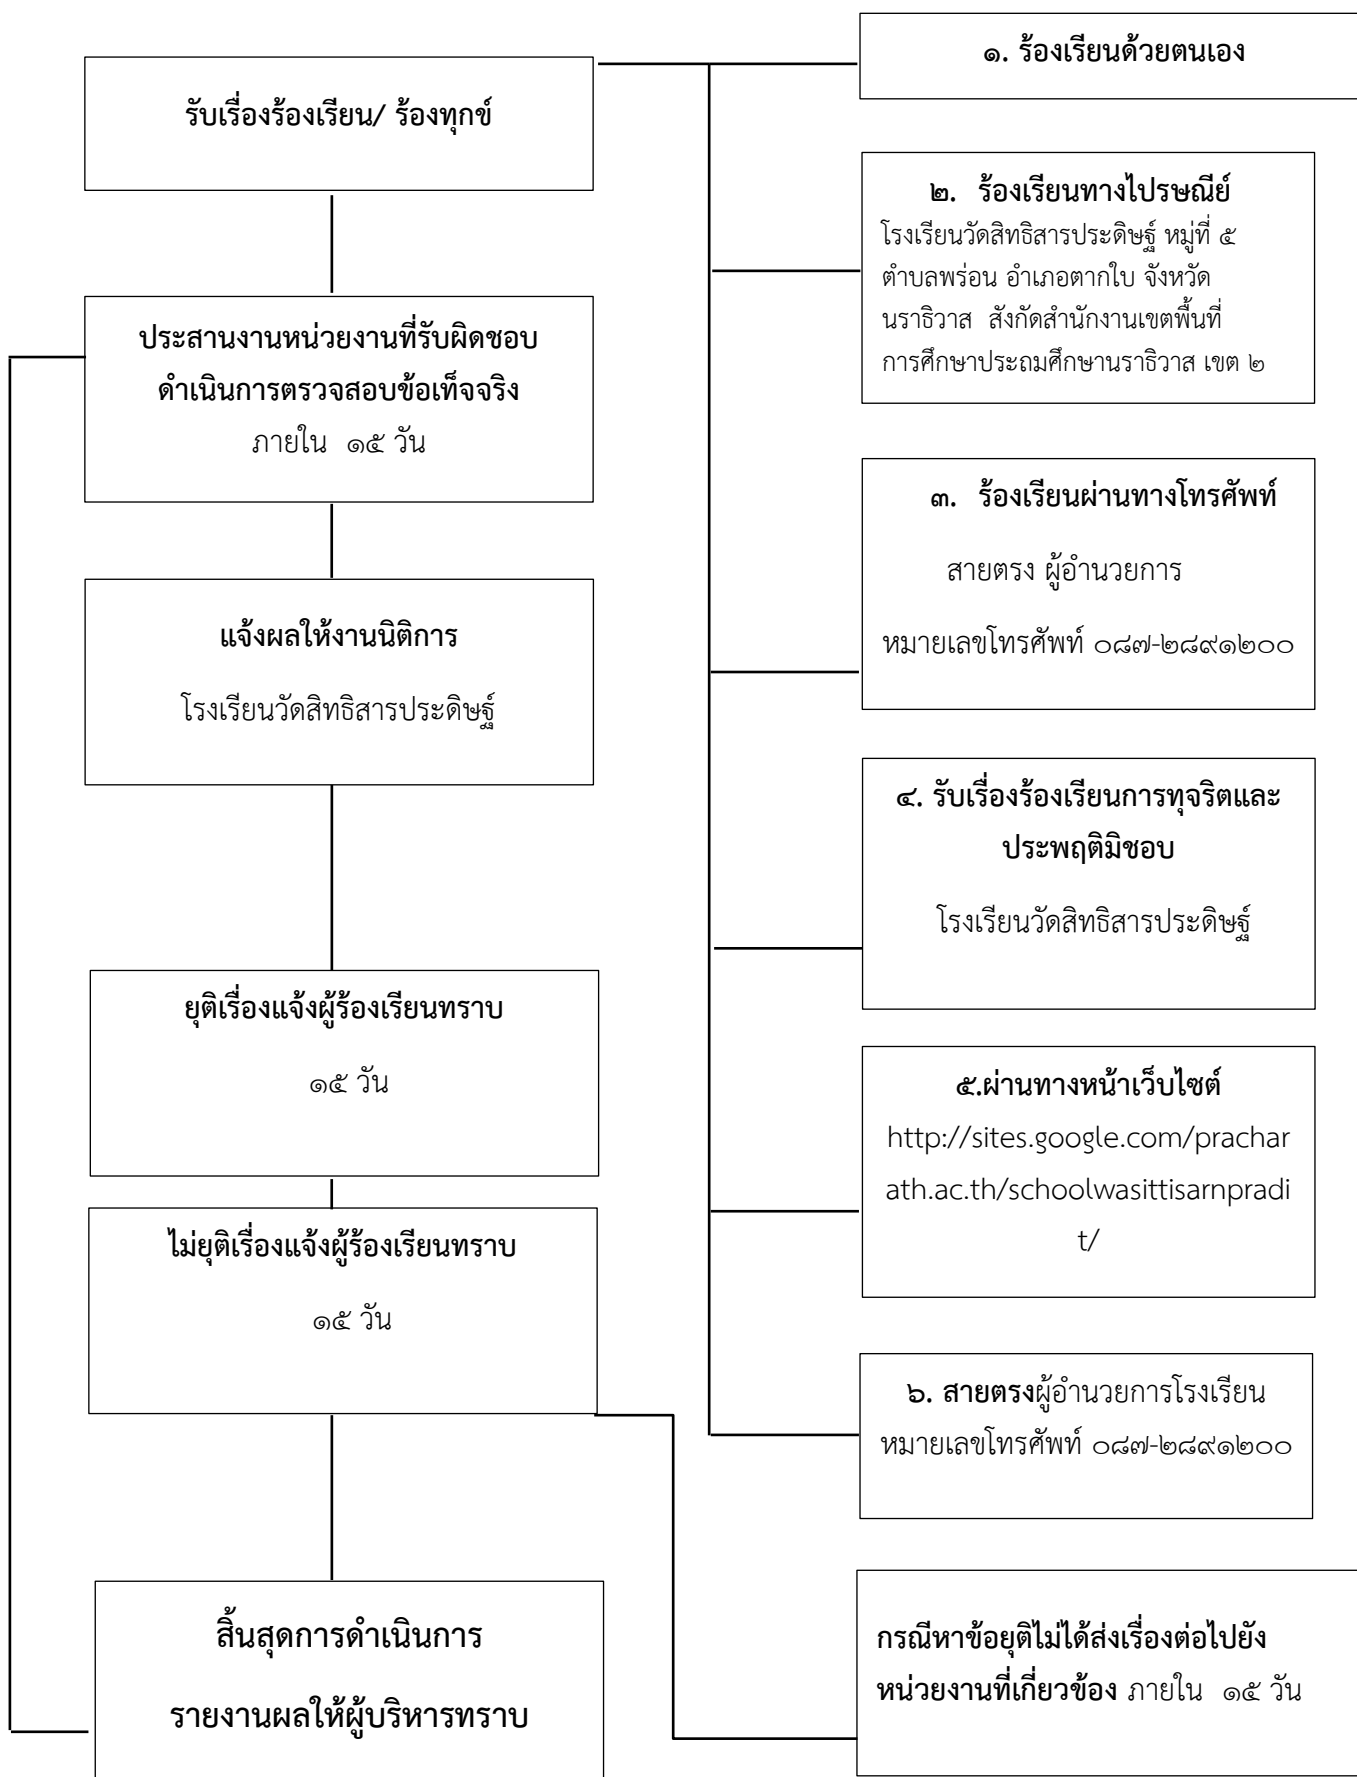 รับเรื่องร้องเรียน/ ร้องทุกข์
ประสานงานหน่วยงานที่รับผิดชอบ
ดำเนินการตรวจสอบข้อเท็จจริง
ภายใน ๑๕ วัน
แจ้งผลให้งานนิติการ
โรงเรียนวัดสิทธิสารประดิษฐ์
ยุติเรื่องแจ้งผู้ร้องเรียนทราบ
๑๕ วัน
ไม่ยุติเรื่องแจ้งผู้ร้องเรียนทราบ
๑๕ วัน
สิ้นสุดการดำเนินการ
รายงานผลให้ผู้บริหารทราบ
๑. ร้องเรียนด้วยตนเอง
๒. ร้องเรียนทางไปรษณีย์
โรงเรียนวัดสิทธิสารประดิษฐ์ หมู่ที่ ๕
ตำบลพร่อน อำเภอตากใบ จังหวัด
นราธิวาส สังกัดสำนักงานเขตพื้นที่
การศึกษาประถมศึกษานราธิวาส เขต ๒
๓. ร้องเรียนผ่านทางโทรศัพท์
สายตรง ผู้อำนวยการ
หมายเลขโทรศัพท์ ๐๘๗-๒๘๙๑๒๐๐
๔. รับเรื่องร้องเรียนการทุจริตและ
ประพฤติมิชอบ
โรงเรียนวัดสิทธิสารประดิษฐ์
๕.ผ่านทางหน้าเว็บไซต์
http://sites.google.com/prachar
ath.ac.th/schoolwasittisarnpradi
t/
๖. สายตรงผู้อำนวยการโรงเรียน
หมายเลขโทรศัพท์ ๐๘๗-๒๘๙๑๒๐๐
กรณีหาข้อยุติไม่ได้ส่งเรื่องต่อไปยัง
หน่วยงานที่เกี่ยวข้อง ภายใน ๑๕ วัน